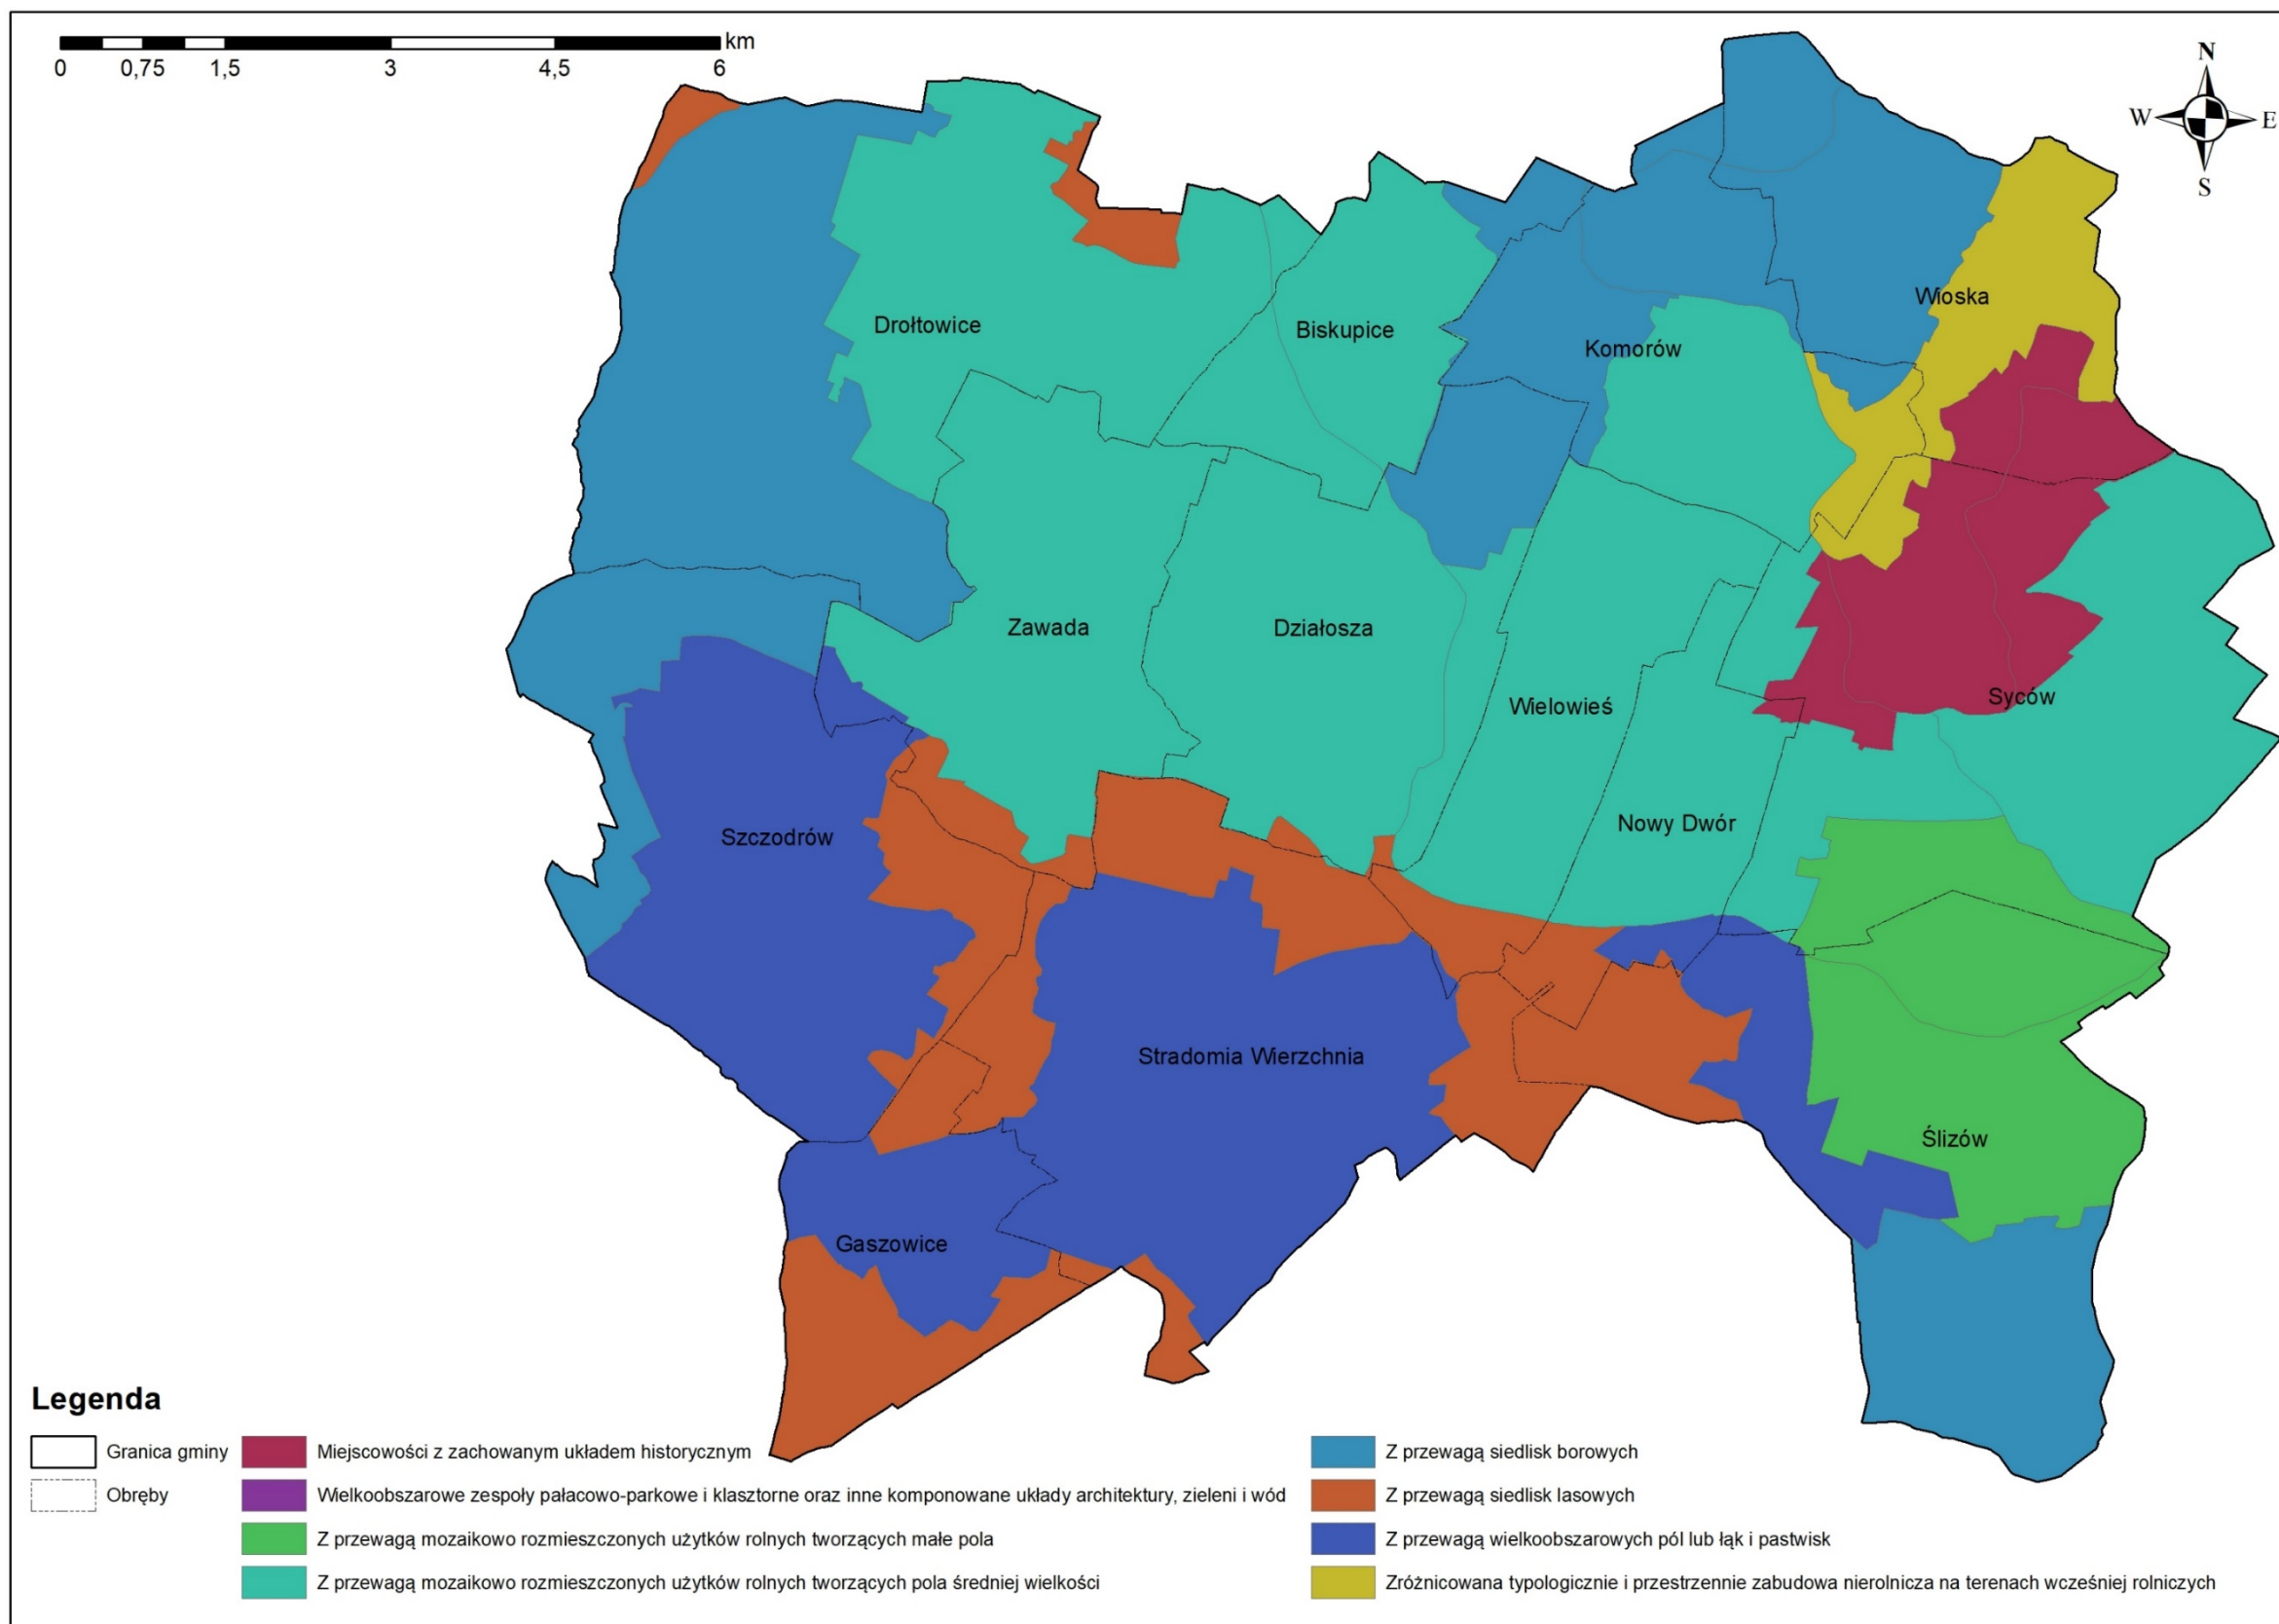 km
0 0,75 1,5 3 4,5 6
N
W E
S
Wioska
Drołtowice Biskupice Komorów
Zawada Działosza
Wielowieś Syców
Szczodrów Nowy Dwór
Stradomia Wierzchnia
Ślizów
Gaszowice
Legenda
Granica gminy
Obręby
Miejscowości z zachowanym układem historycznym
Wielkoobszarowe zespoły pałacowo-parkowe i klasztorne oraz inne komponowane układy architektury, zieleni i wód
Z przewagą mozaikowo rozmieszczonych użytków rolnych tworzących małe pola
Z przewagą mozaikowo rozmieszczonych użytków rolnych tworzących pola średniej wielkości
Z przewagą siedlisk borowych
Z przewagą siedlisk lasowych
Z przewagą wielkoobszarowych pól lub łąk i pastwisk
Zróżnicowana typologicznie i przestrzennie zabudowa nierolnicza na terenach wcześniej rolniczych